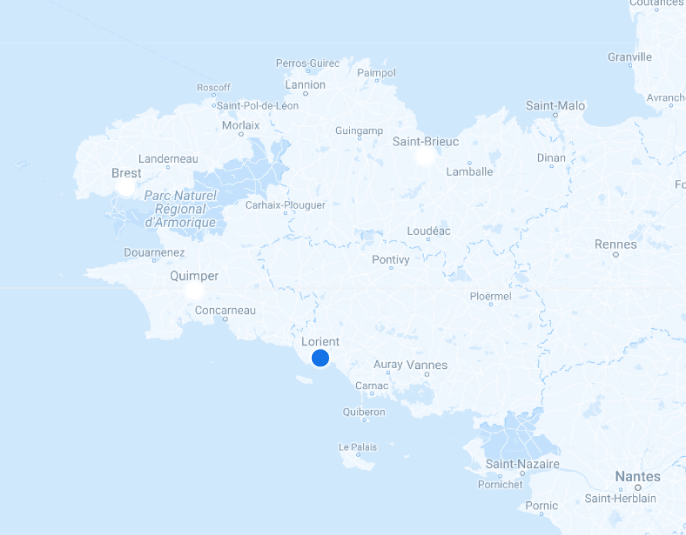 Coutances
Granville
Perros-Guirec
Paimpol
Roscoff
Lannion
Avranche
Saint-Pol-de-Léon
Saint-Malo
Morlaix
Guingamp
Saint-Brieuc
Landerneau
Dinan
Lamballe
Brest
Fo
Parc Naturel
Régional
d'Armorique
Carhaix-Plouguer
Loudéac
Rennes
Douarnenez
Pontivy
Quimper
Ploërmel
Concarneau
Lorient
Auray Vannes
Carnac
Quiberon
Le Palais
Saint-Nazaire
Nantes
Pornichet
Saint-Herblain
Pornic